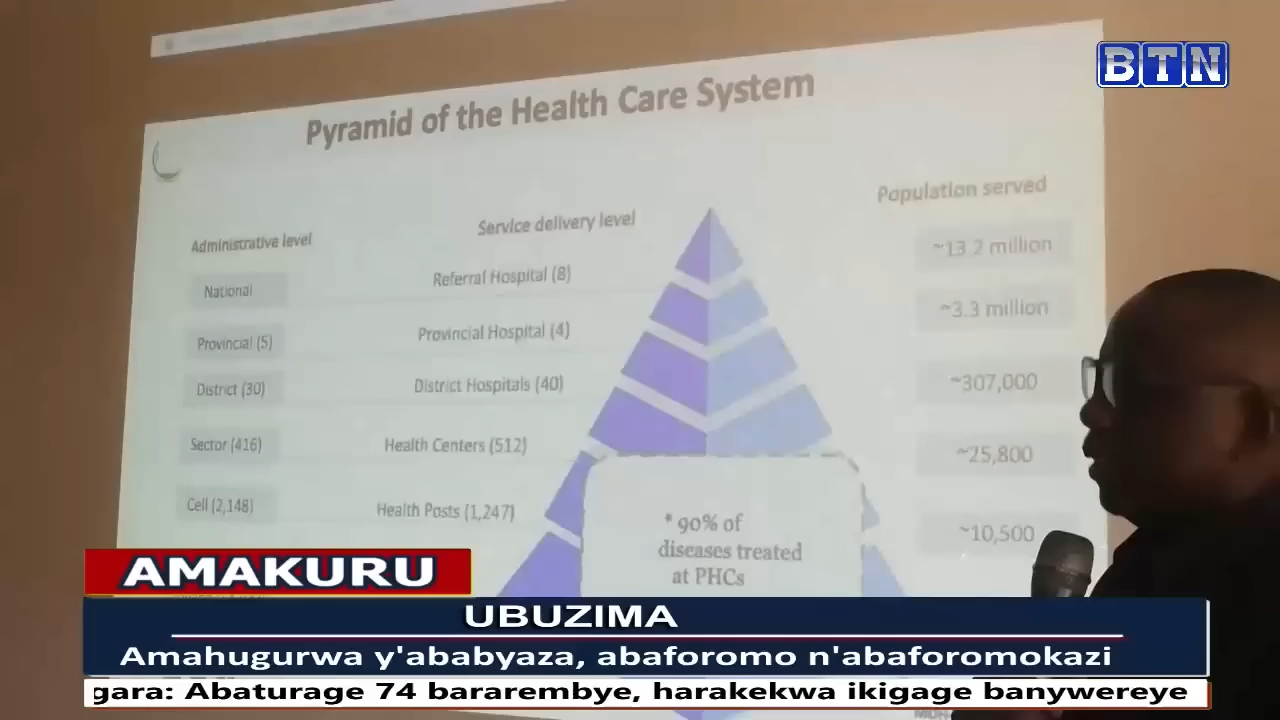 BTN
Pyramid of the Health Care System
Administrative level
Service delivery level
Population served
National
Referral Hospital (8)
~13.2 million
Provincial (5)
Provincial Hospital (4)
~3.3 million
District (30)
District Hospitals (40)
~307,000
Sector (416)
Health Centers (512)
~25,800
Cell (2,148)
Health Posts (1,247)
~10,500
* 90% of
diseases treated
at PHCs
AMAKURU
UBUZIMA
Amahugurwa y'ababyaza, abaforomo n'abaforomokazi
gara: Abaturage 74 bararembye, harakekwa ikigage banywereye